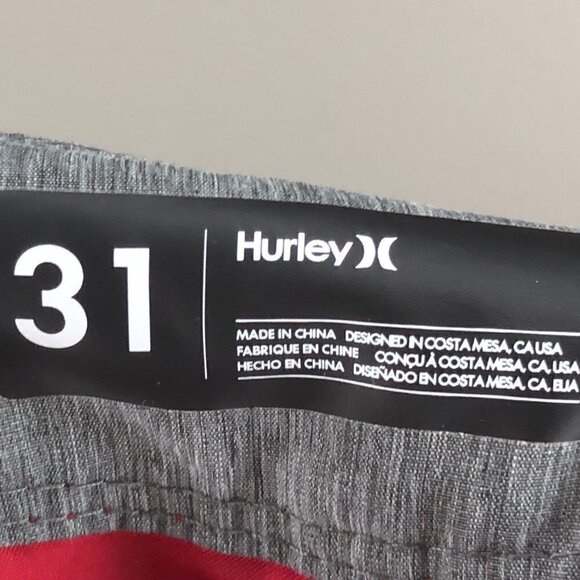 31
Hurley
MADE IN CHINA DESIGNED IN COSTA MESA, CA USA
FABRIQUE EN CHINE CONÇU À COSTA MESA, CA, USA
HECHO EN CHINA DISEÑADO EN COSTA MESA, CA, EUA